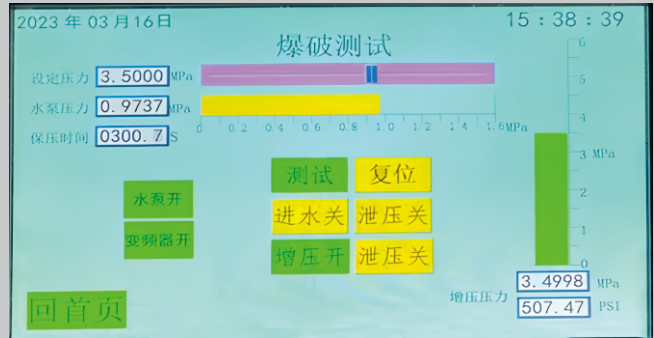 2023 年 03 月 16 日
15 : 38 : 39
爆破测试
设定压力 3.5000 MPa
水泵压力 0.9737 MPa
保压时间 0300.7 S
0 0.2 0.4 0.6 0.8 1.0 1.2 1.4 1.6 MPa
6
5
4
3 MPa
2
1
0
测试 复位
水泵开
进水关 泄压关
变频器开
增压开 泄压关
增压压力 3.4998 MPa
507.47 PSI
回首页